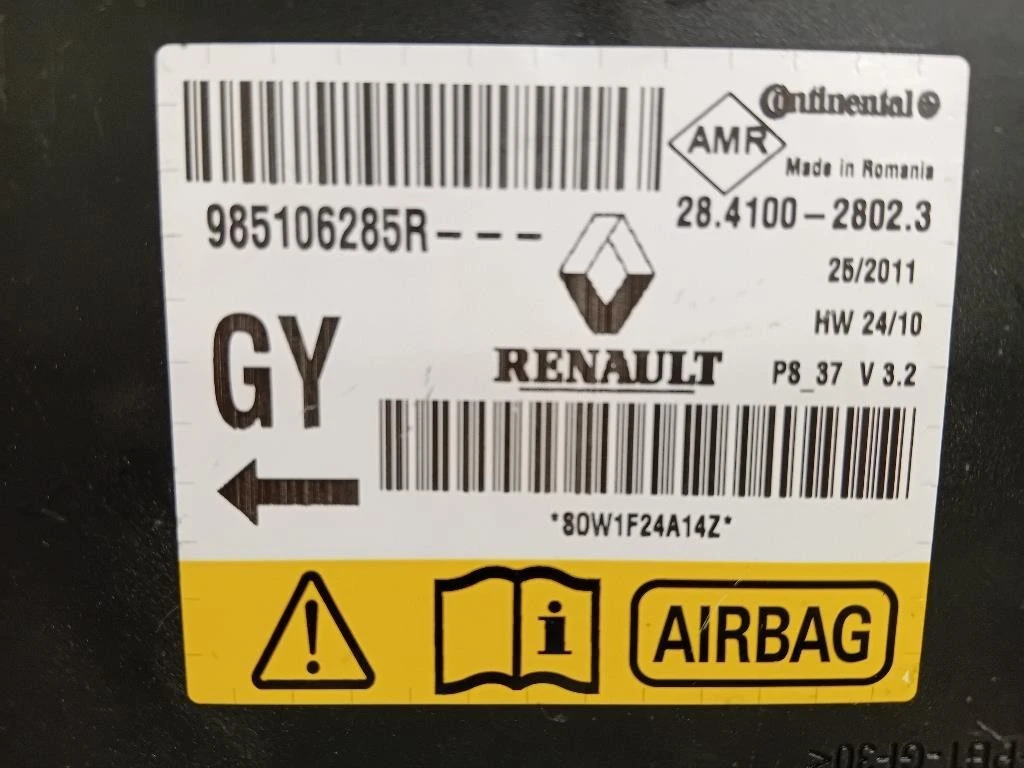 Continental
AMR
Made in Romania
985106285R---
28.4100-2802.3
25/2011
GY
HW 24/10
RENAULT
P8_37 V 3.2
*80W1F24A14Z*
i
AIRBAG